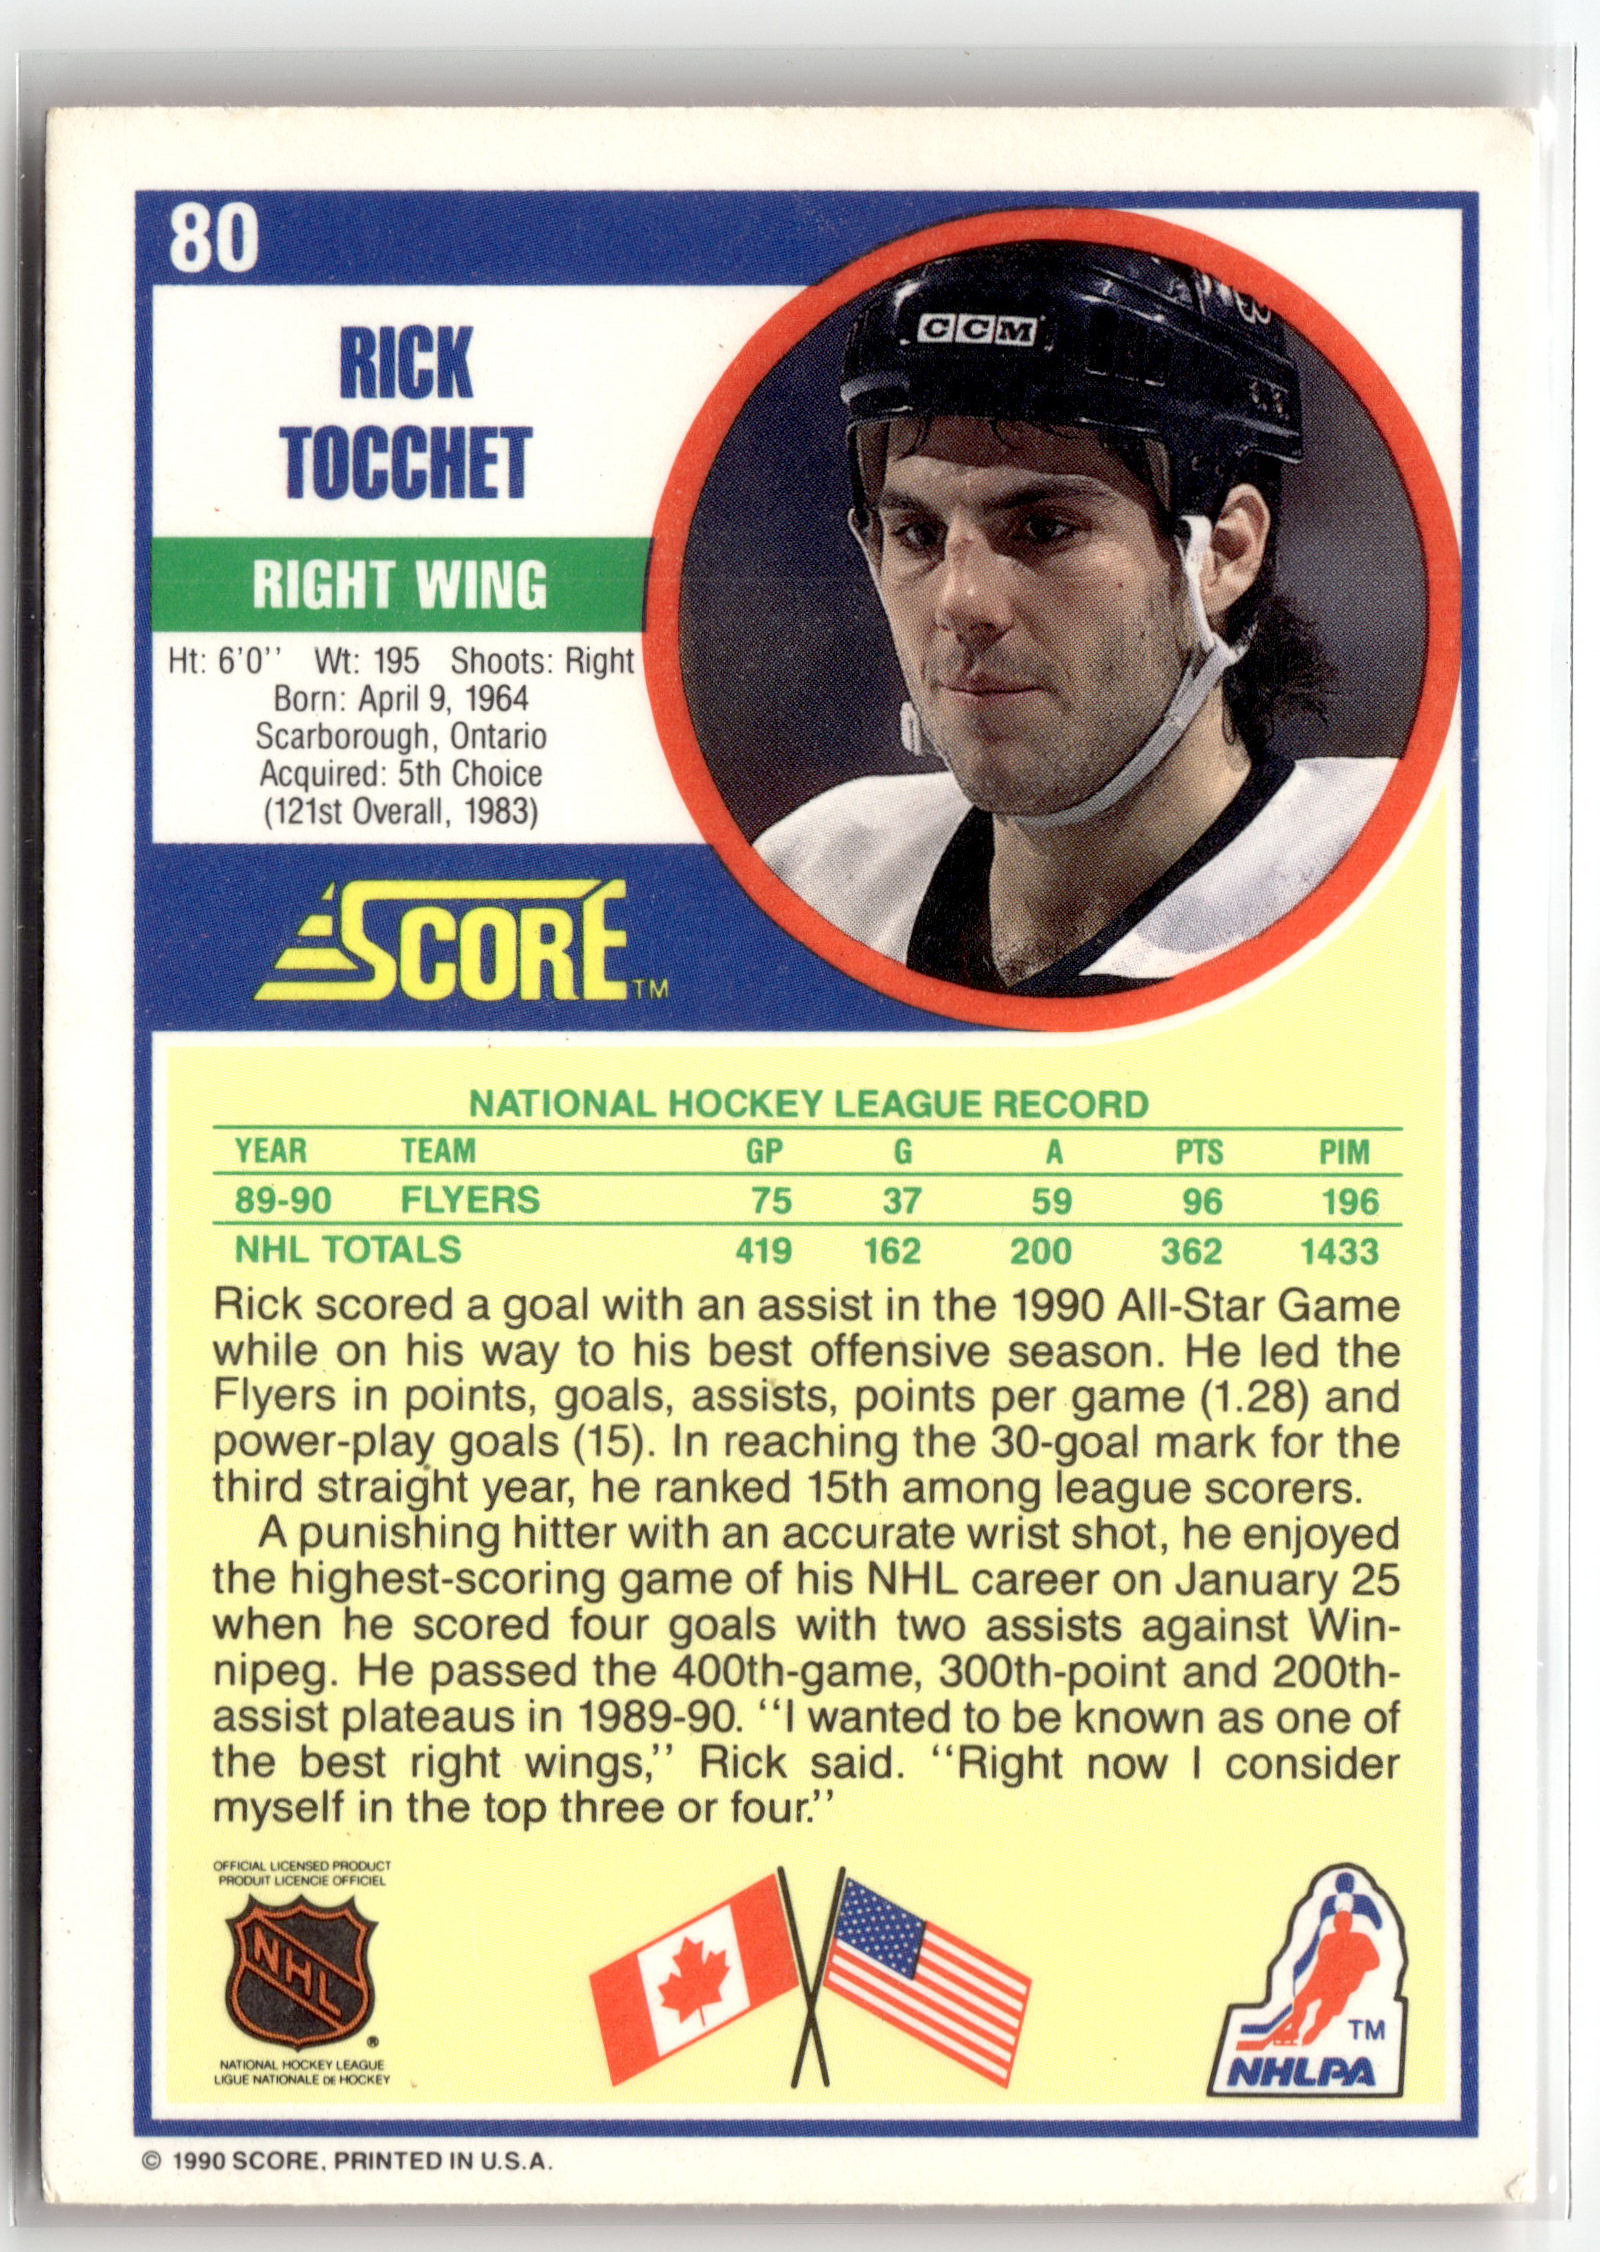 80
CCM
RICK
TOCCHET
RIGHT WING
Ht: 6'0'' Wt: 195 Shoots: Right
Born: April 9, 1964
Scarborough, Ontario
Acquired: 5th Choice
(121st Overall, 1983)
SCORE TM
NATIONAL HOCKEY LEAGUE RECORD
YEAR TEAM GP G A PTS PIM
89-90 FLYERS 75 37 59 96 196
NHL TOTALS 419 162 200 362 1433
Rick scored a goal with an assist in the 1990 All-Star Game
while on his way to his best offensive season. He led the
Flyers in points, goals, assists, points per game (1.28) and
power-play goals (15). In reaching the 30-goal mark for the
third straight year, he ranked 15th among league scorers.
A punishing hitter with an accurate wrist shot, he enjoyed
the highest-scoring game of his NHL career on January 25
when he scored four goals with two assists against Win-
nipeg. He passed the 400th-game, 300th-point and 200th-
assist plateaus in 1989-90. ‘‘I wanted to be known as one of
the best right wings,’’ Rick said. ‘‘Right now I consider
myself in the top three or four.’’
OFFICIAL LICENSED PRODUCT
PRODUIT LICENCIE OFFICIEL
NHL
®
NATIONAL HOCKEY LEAGUE
LIGUE NATIONALE DE HOCKEY
TM
NHLPA
© 1990 SCORE, PRINTED IN U.S.A.